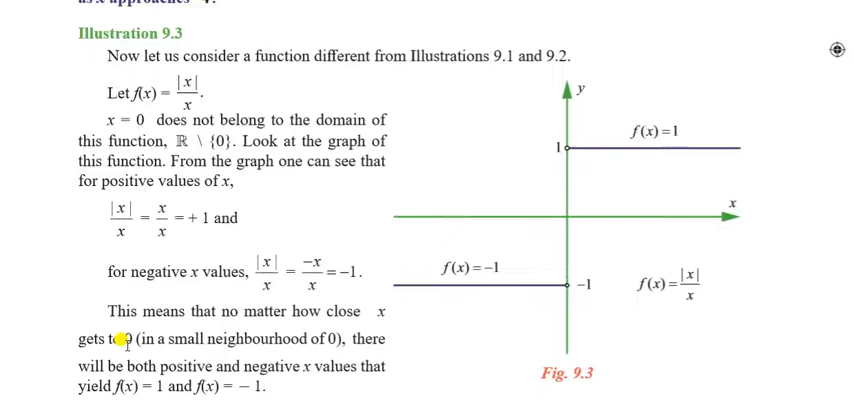 Illustration 9.3
Now let us consider a function different from Illustrations 9.1 and 9.2.
Let f(x) = |x|/x.
x = 0 does not belong to the domain of
this function, ℝ \ {0}. Look at the graph of
this function. From the graph one can see that
for positive values of x,
|x|/x = x/x = + 1 and
for negative x values, |x|/x = −x/x = −1.
This means that no matter how close x
gets to 0 (in a small neighbourhood of 0), there
will be both positive and negative x values that
yield f(x) = 1 and f(x) = − 1.
y
f(x) = 1
1
x
f(x) = −1
−1
f(x) = |x|/x
Fig. 9.3